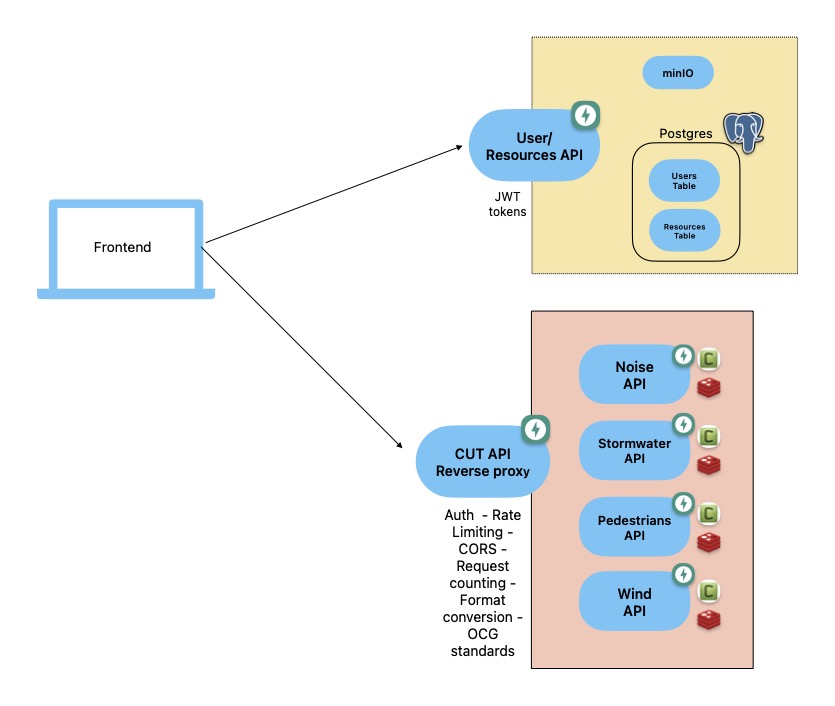 minIO
Postgres
User/
Resources API
JWT
tokens
Users
Table
Resources
Table
Frontend
Noise
API
C
Stormwater
API
C
CUT API
Reverse proxy
Pedestrians
API
C
Auth - Rate
Limiting -
CORS -
Request
counting -
Format
conversion -
OCG
standards
Wind
API
C